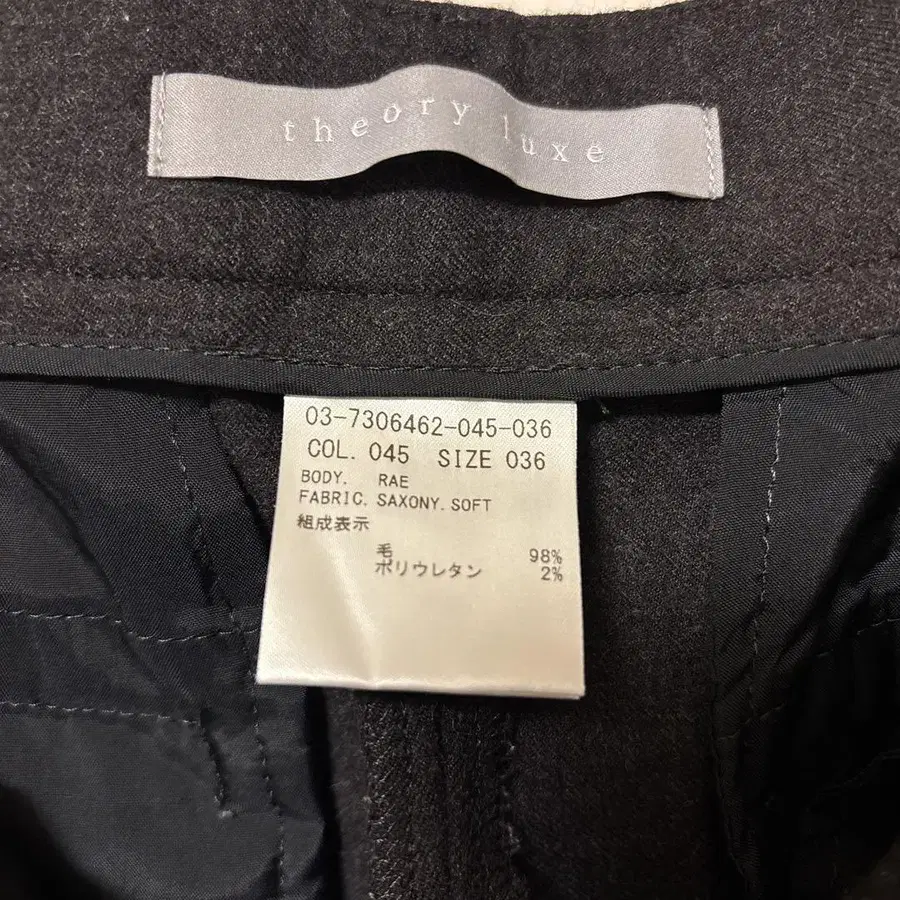 theory luxe
03-7306462-045-036
COL. 045 SIZE 036
BODY. RAE
FABRIC. SAXONY. SOFT
組成表示
毛 98%
ポリウレタン 2%